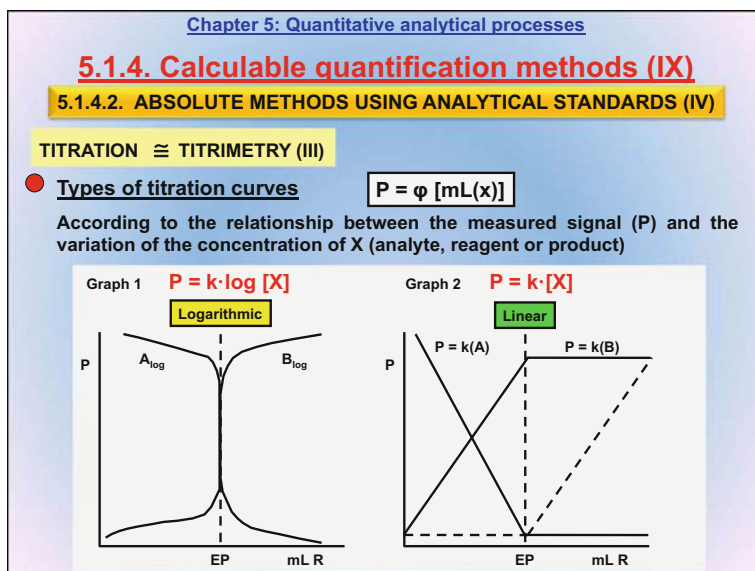 Chapter 5: Quantitative analytical processes
5.1.4. Calculable quantification methods (IX)
5.1.4.2. ABSOLUTE METHODS USING ANALYTICAL STANDARDS (IV)
TITRATION ≅ TITRIMETRY (III)
Types of titration curves P = φ [mL(x)]
According to the relationship between the measured signal (P) and the
variation of the concentration of X (analyte, reagent or product)
Graph 1 P = k·log [X]
Logarithmic
P
A_log B_log
EP mL R
Graph 2 P = k·[X]
Linear
P = k(A) P = k(B)
P
EP mL R